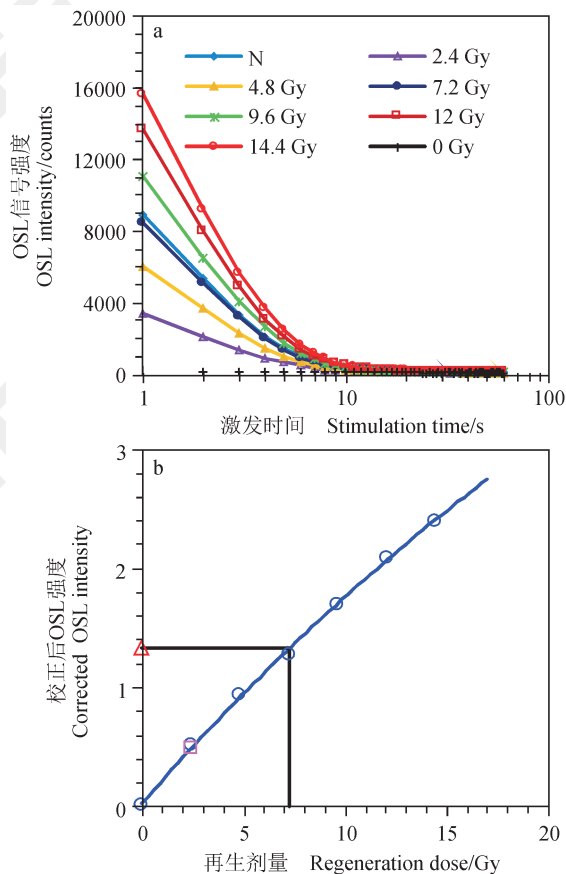 20000
16000
12000
8000
4000
0
OSL信号强度
OSL intensity/counts
a
N
2.4 Gy
4.8 Gy
7.2 Gy
9.6 Gy
12 Gy
14.4 Gy
0 Gy
1
10
100
激发时间 Stimulation time/s
3
2
1
0
校正后OSL强度
Corrected OSL intensity
b
0
5
10
15
20
再生剂量 Regeneration dose/Gy